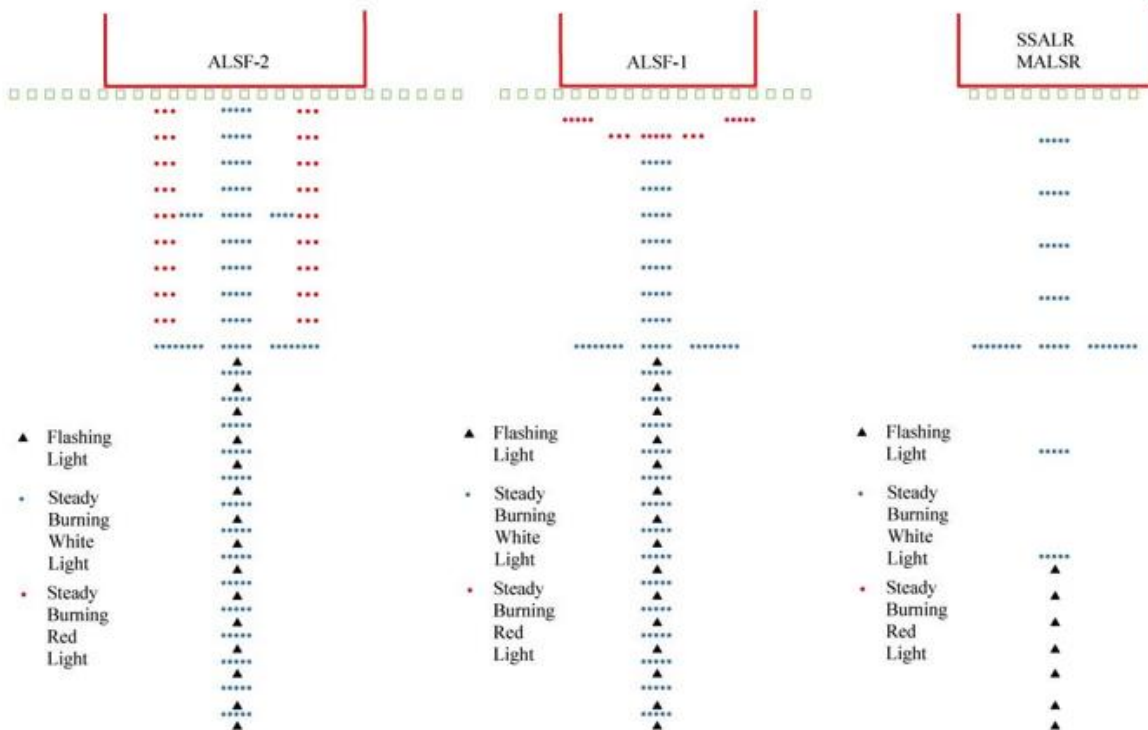 ALSF-2
ALSF-1
SSALR
MALSR
Flashing
Light
Steady
Burning
White
Light
Steady
Burning
Red
Light
Flashing
Light
Steady
Burning
White
Light
Steady
Burning
Red
Light
Flashing
Light
Steady
Burning
White
Light
Steady
Burning
Red
Light